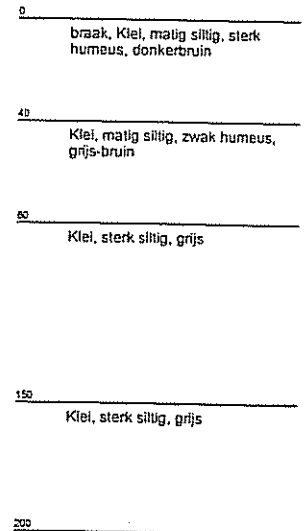 0
braak, Klei, matig siltig, sterk
humeus, donkerbruin
40
Klei, matig siltig, zwak humeus,
grijs-bruin
80
Klei, sterk siltig, grijs
150
Klei, sterk siltig, grijs
200